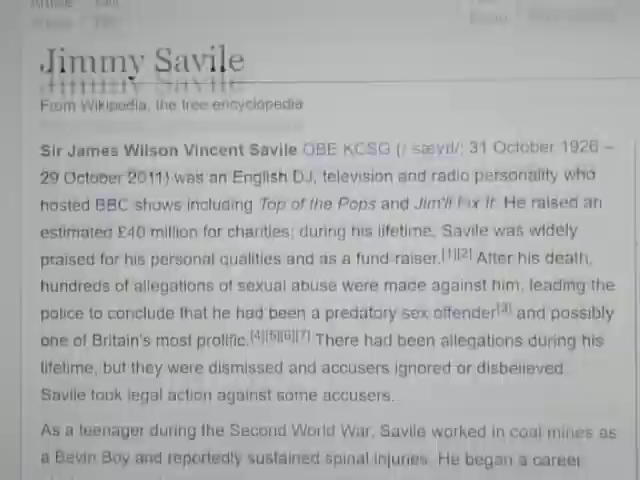 Article
Jimmy Savile
From Wikipedia, the free encyclopedia
Sir James Wilson Vincent Savile OBE KCSG (/ˈsævɪl/; 31 October 1926 –
29 October 2011) was an English DJ, television and radio personality who
hosted BBC shows including Top of the Pops and Jim'll Fix It. He raised an
estimated £40 million for charities; during his lifetime, Savile was widely
praised for his personal qualities and as a fund-raiser.[1][2] After his death,
hundreds of allegations of sexual abuse were made against him, leading the
police to conclude that he had been a predatory sex offender[3] and possibly
one of Britain's most prolific.[4][5][6][7] There had been allegations during his
lifetime, but they were dismissed and accusers ignored or disbelieved.
Savile took legal action against some accusers.
As a teenager during the Second World War, Savile worked in coal mines as
a Bevin Boy and reportedly sustained spinal injuries. He began a career